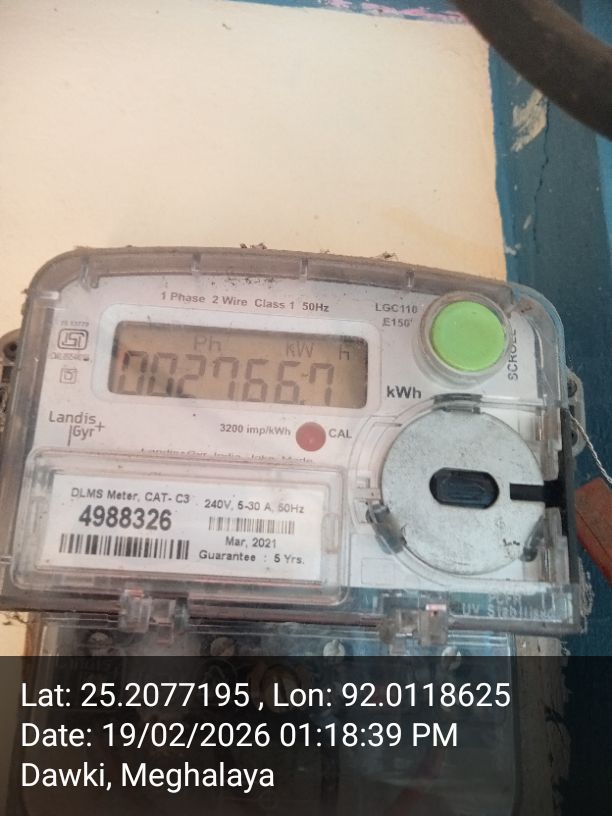 1 Phase 2 Wire Class 1 50Hz
LGC110
E150
Ph kW h
002766.7
kWh
SCROLL
Landis
Gyr+
3200 imp/kWh
CAL
DLMS Meter, CAT- C3
4988326
240V, 5-30 A, 50Hz
Mar, 2021
Guarantee : 5 Yrs.
Lat: 25.2077195 , Lon: 92.0118625
Date: 19/02/2026 01:18:39 PM
Dawki, Meghalaya